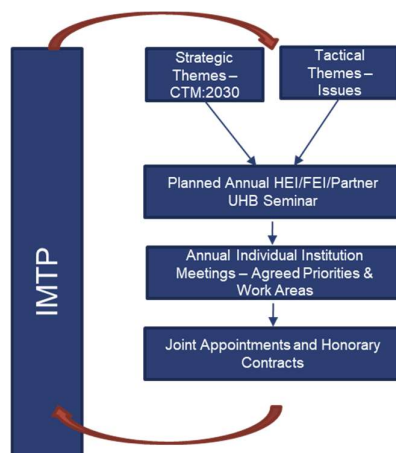 Strategic
Themes –
CTM:2030
Tactical
Themes –
Issues
Planned Annual HEI/FEI/Partner
UHB Seminar
Annual Individual Institution
Meetings – Agreed Priorities &
Work Areas
Joint Appointments and Honorary
Contracts
IMTP